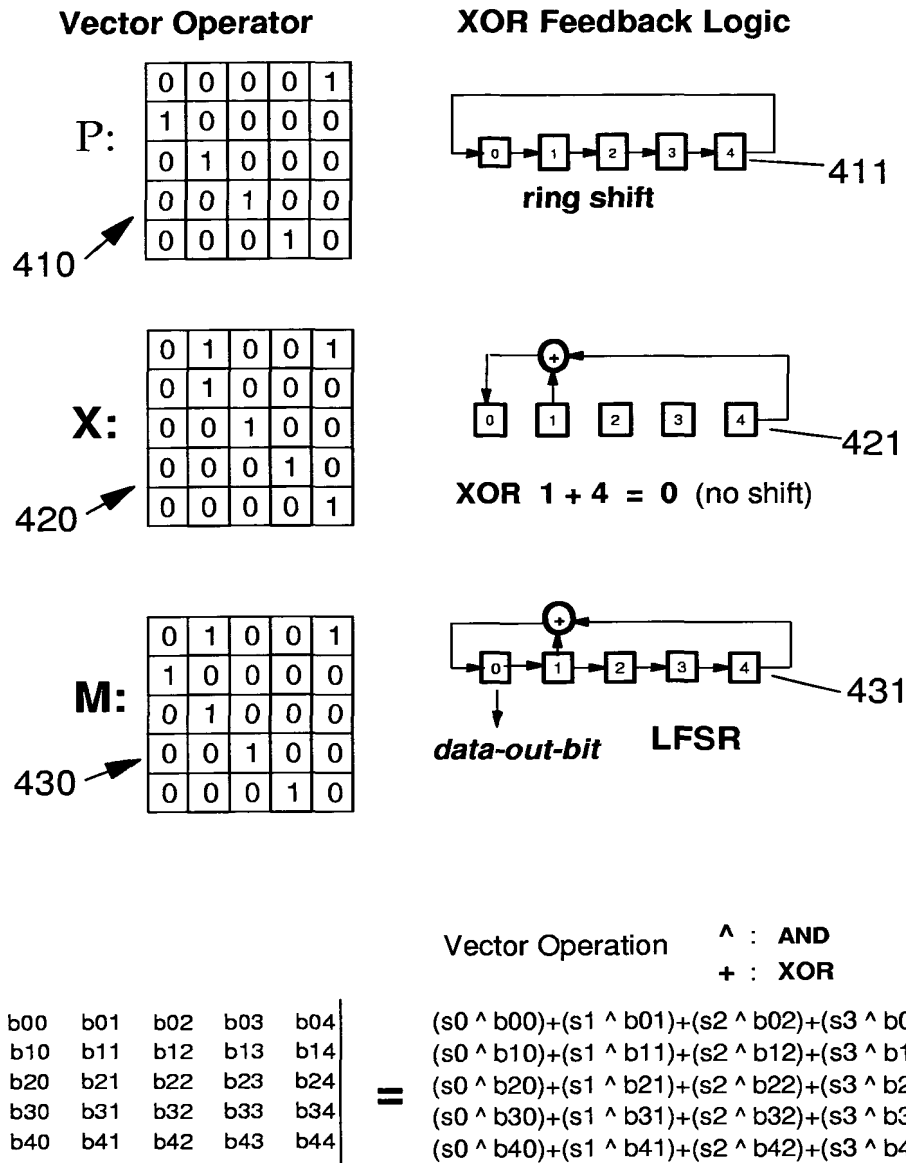 Vector Operator
XOR Feedback Logic
P:
0 0 0 0 1
1 0 0 0 0
0 1 0 0 0
0 0 1 0 0
0 0 0 1 0
410
0 1 2 3 4
ring shift
411
X:
0 1 0 0 1
0 1 0 0 0
0 0 1 0 0
0 0 0 1 0
0 0 0 0 1
420
+
0 1 2 3 4
421
XOR 1 + 4 = 0 (no shift)
M:
0 1 0 0 1
1 0 0 0 0
0 1 0 0 0
0 0 1 0 0
0 0 0 1 0
430
+
0 1 2 3 4
431
data-out-bit
LFSR
Vector Operation
^ : AND
+ : XOR
b00 b01 b02 b03 b04
b10 b11 b12 b13 b14
b20 b21 b22 b23 b24
b30 b31 b32 b33 b34
b40 b41 b42 b43 b44
=
(s0 ^ b00)+(s1 ^ b01)+(s2 ^ b02)+(s3 ^ b0
(s0 ^ b10)+(s1 ^ b11)+(s2 ^ b12)+(s3 ^ b1
(s0 ^ b20)+(s1 ^ b21)+(s2 ^ b22)+(s3 ^ b2
(s0 ^ b30)+(s1 ^ b31)+(s2 ^ b32)+(s3 ^ b3
(s0 ^ b40)+(s1 ^ b41)+(s2 ^ b42)+(s3 ^ b4